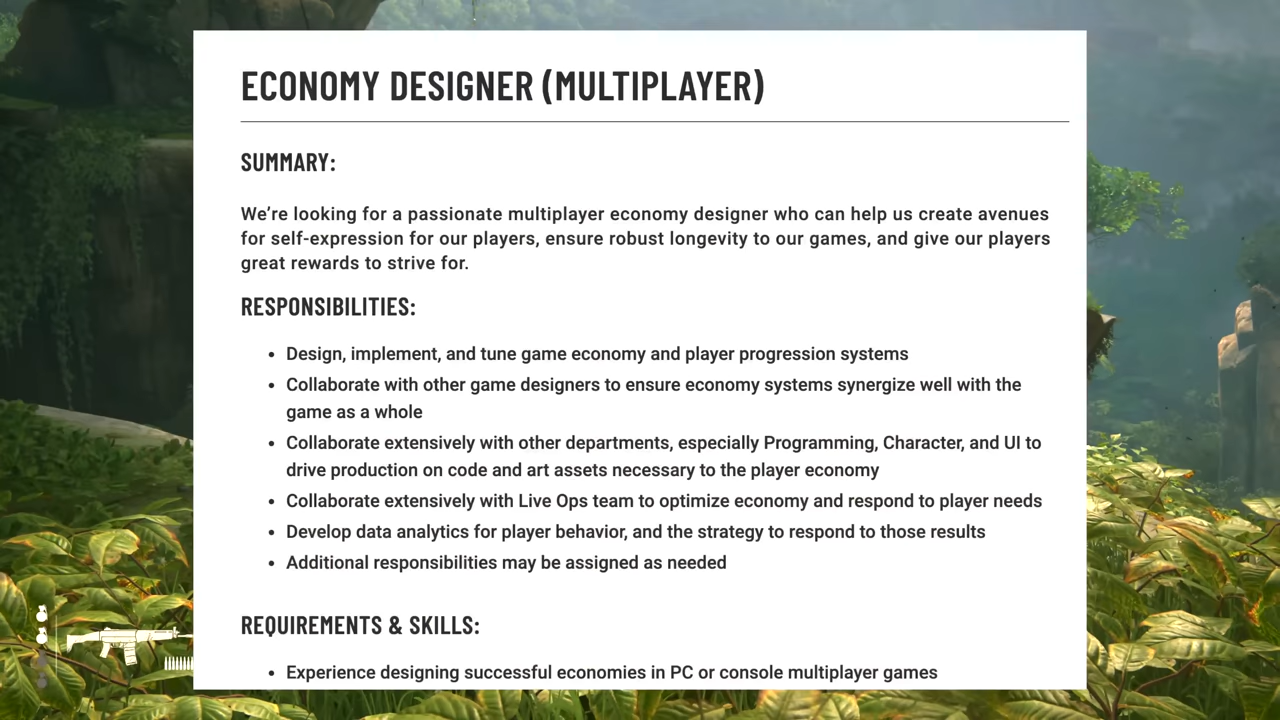 ECONOMY DESIGNER (MULTIPLAYER)
SUMMARY:
We’re looking for a passionate multiplayer economy designer who can help us create avenues
for self-expression for our players, ensure robust longevity to our games, and give our players
great rewards to strive for.
RESPONSIBILITIES:
• Design, implement, and tune game economy and player progression systems
• Collaborate with other game designers to ensure economy systems synergize well with the
game as a whole
• Collaborate extensively with other departments, especially Programming, Character, and UI to
drive production on code and art assets necessary to the player economy
• Collaborate extensively with Live Ops team to optimize economy and respond to player needs
• Develop data analytics for player behavior, and the strategy to respond to those results
• Additional responsibilities may be assigned as needed
REQUIREMENTS & SKILLS:
• Experience designing successful economies in PC or console multiplayer games